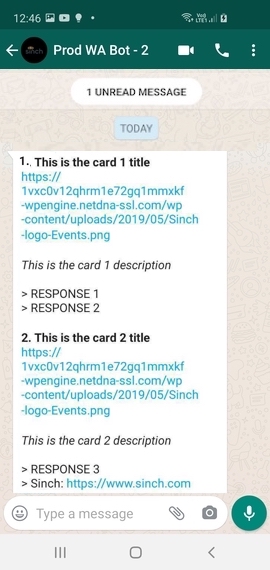 12:46
sinch
Prod WA Bot - 2
1 UNREAD MESSAGE
TODAY
1.. This is the card 1 title
https://
1vxc0v12qhrm1e72gq1mmxkf
-wpengine.netdna-ssl.com/wp
-content/uploads/2019/05/Sinch
-logo-Events.png
This is the card 1 description
> RESPONSE 1
> RESPONSE 2
2. This is the card 2 title
https://
1vxc0v12qhrm1e72gq1mmxkf
-wpengine.netdna-ssl.com/wp
-content/uploads/2019/05/Sinch
-logo-Events.png
This is the card 2 description
> RESPONSE 3
> Sinch: https://www.sinch.com
Type a message